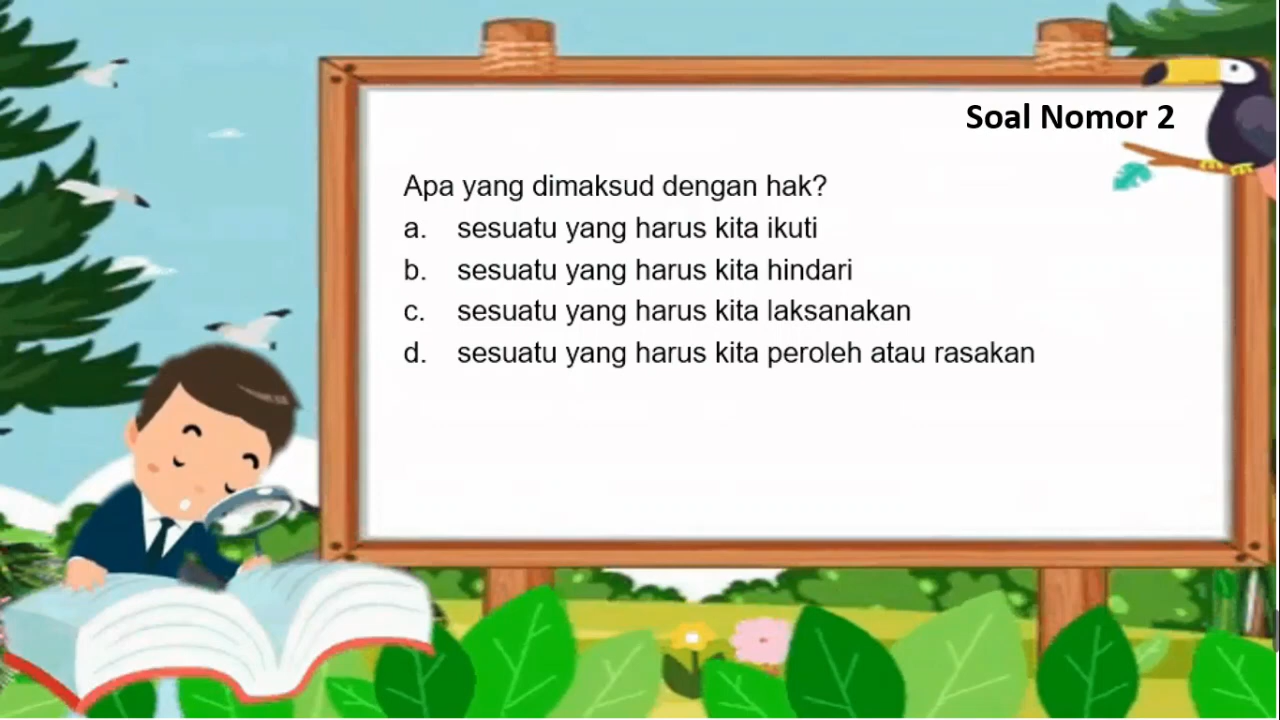 Soal Nomor 2
Apa yang dimaksud dengan hak?
a. sesuatu yang harus kita ikuti
b. sesuatu yang harus kita hindari
c. sesuatu yang harus kita laksanakan
d. sesuatu yang harus kita peroleh atau rasakan